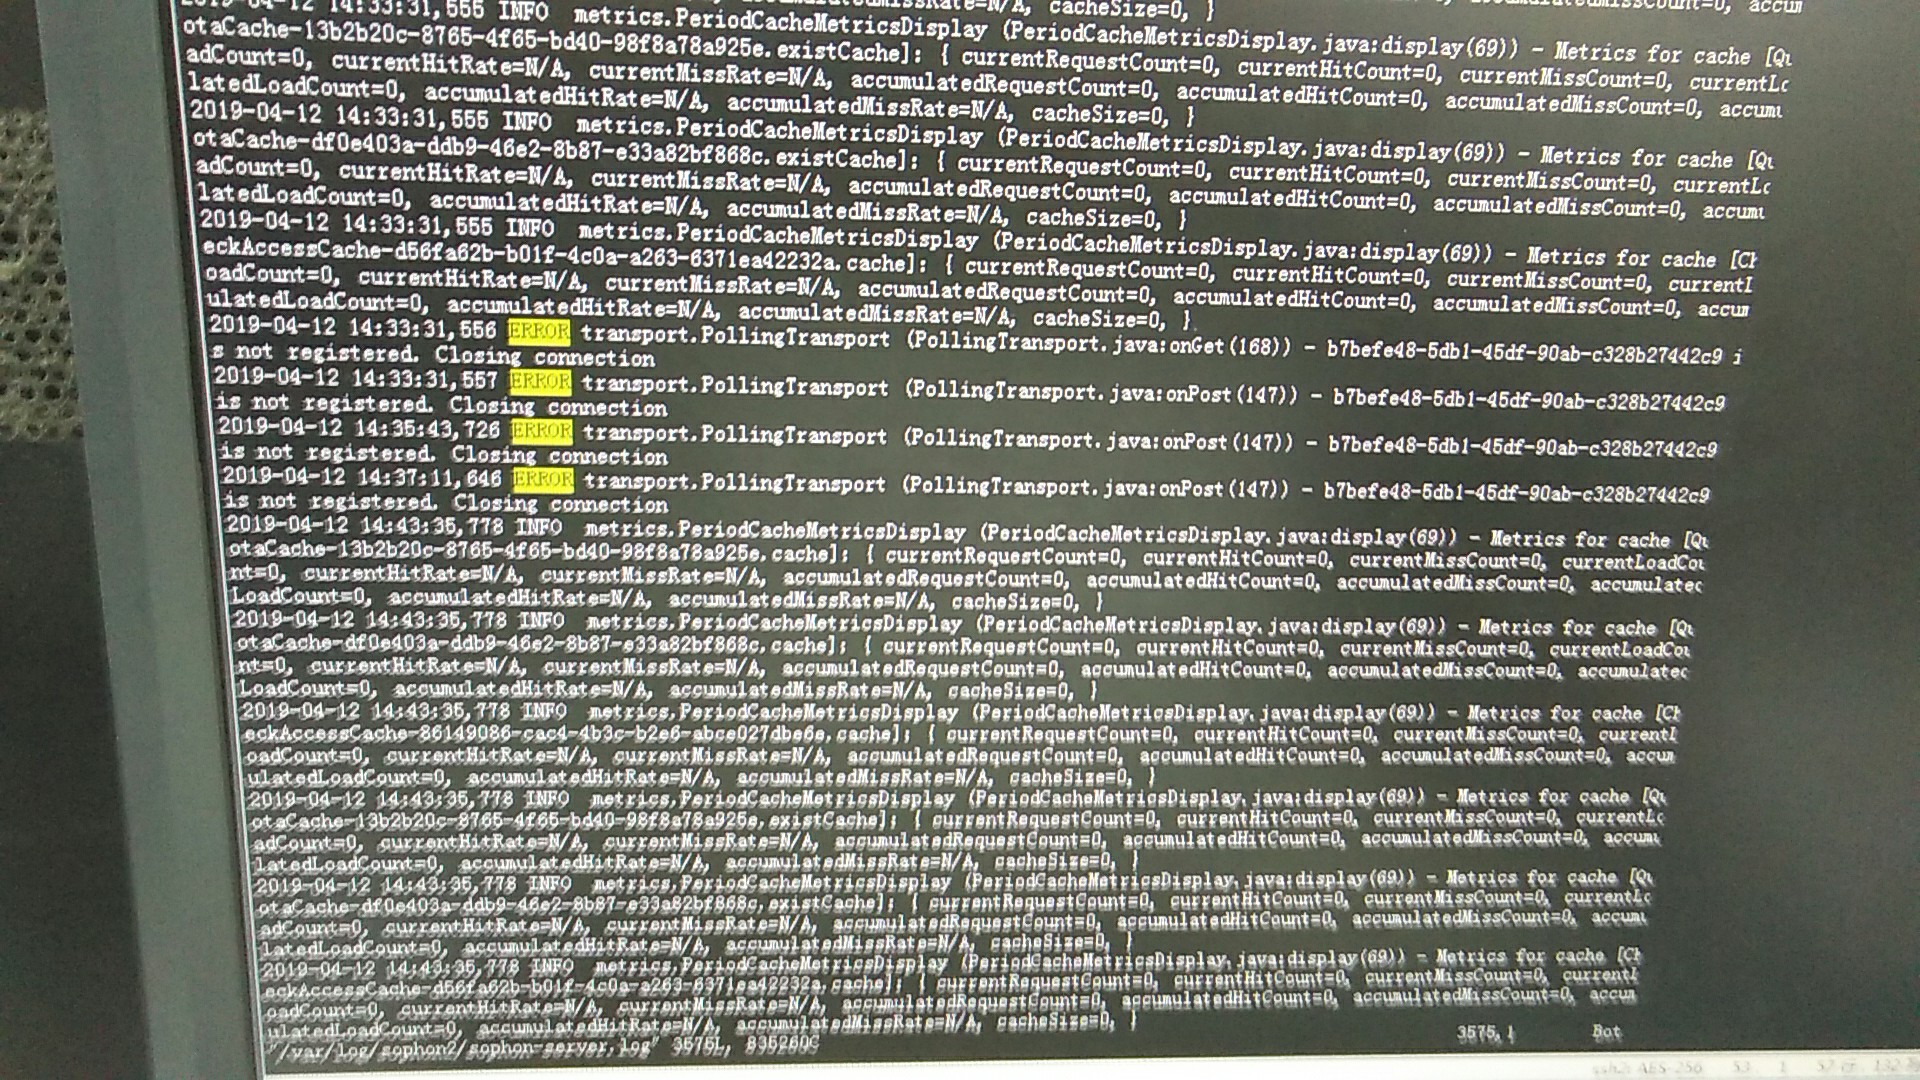 2019-04-12 14:33:31,555 INFO  metrics.PeriodCacheMetricsDisplay (PeriodCacheMetricsDisplay.java:display(69)) - Metrics for cache [Qu
otaCache-13b2b20c-8765-4f65-bd40-98f8a78a925e.existCache]: { currentRequestCount=0, currentHitCount=0, currentMissCount=0, currentLo
adCount=0, currentHitRate=N/A, currentMissRate=N/A, accumulatedRequestCount=0, accumulatedHitCount=0, accumulatedMissCount=0, accumu
latedLoadCount=0, accumulatedHitRate=N/A, accumulatedMissRate=N/A, cacheSize=0, }
2019-04-12 14:33:31,555 INFO  metrics.PeriodCacheMetricsDisplay (PeriodCacheMetricsDisplay.java:display(69)) - Metrics for cache [Qu
otaCache-df0e403a-ddb9-46e2-8b87-e33a82bf868c.existCache]: { currentRequestCount=0, currentHitCount=0, currentMissCount=0, currentLo
adCount=0, currentHitRate=N/A, currentMissRate=N/A, accumulatedRequestCount=0, accumulatedHitCount=0, accumulatedMissCount=0, accumu
latedLoadCount=0, accumulatedHitRate=N/A, accumulatedMissRate=N/A, cacheSize=0, }
2019-04-12 14:33:31,555 INFO  metrics.PeriodCacheMetricsDisplay (PeriodCacheMetricsDisplay.java:display(69)) - Metrics for cache [Ch
eckAccessCache-d56fa62b-b01f-4c0a-a263-6371ea42232a.cache]: { currentRequestCount=0, currentHitCount=0, currentMissCount=0, currentL
oadCount=0, currentHitRate=N/A, currentMissRate=N/A, accumulatedRequestCount=0, accumulatedHitCount=0, accumulatedMissCount=0, accum
ulatedLoadCount=0, accumulatedHitRate=N/A, accumulatedMissRate=N/A, cacheSize=0, }
2019-04-12 14:33:31,556 ERROR transport.PollingTransport (PollingTransport.java:onGet(168)) - b7befe48-5db1-45df-90ab-c328b27442c9 i
s not registered. Closing connection
2019-04-12 14:33:31,557 ERROR transport.PollingTransport (PollingTransport.java:onPost(147)) - b7befe48-5db1-45df-90ab-c328b27442c9
is not registered. Closing connection
2019-04-12 14:35:43,726 ERROR transport.PollingTransport (PollingTransport.java:onPost(147)) - b7befe48-5db1-45df-90ab-c328b27442c9
is not registered. Closing connection
2019-04-12 14:37:11,646 ERROR transport.PollingTransport (PollingTransport.java:onPost(147)) - b7befe48-5db1-45df-90ab-c328b27442c9
is not registered. Closing connection
2019-04-12 14:43:35,778 INFO  metrics.PeriodCacheMetricsDisplay (PeriodCacheMetricsDisplay.java:display(69)) - Metrics for cache [Qu
otaCache-13b2b20c-8765-4f65-bd40-98f8a78a925e.cache]: { currentRequestCount=0, currentHitCount=0, currentMissCount=0, currentLoadCou
nt=0, currentHitRate=N/A, currentMissRate=N/A, accumulatedRequestCount=0, accumulatedHitCount=0, accumulatedMissCount=0, accumulated
LoadCount=0, accumulatedHitRate=N/A, accumulatedMissRate=N/A, cacheSize=0, }
2019-04-12 14:43:35,778 INFO  metrics.PeriodCacheMetricsDisplay (PeriodCacheMetricsDisplay.java:display(69)) - Metrics for cache [Qu
otaCache-df0e403a-ddb9-46e2-8b87-e33a82bf868c.cache]: { currentRequestCount=0, currentHitCount=0, currentMissCount=0, currentLoadCou
nt=0, currentHitRate=N/A, currentMissRate=N/A, accumulatedRequestCount=0, accumulatedHitCount=0, accumulatedMissCount=0, accumulated
LoadCount=0, accumulatedHitRate=N/A, accumulatedMissRate=N/A, cacheSize=0, }
2019-04-12 14:43:35,778 INFO  metrics.PeriodCacheMetricsDisplay (PeriodCacheMetricsDisplay.java:display(69)) - Metrics for cache [Ch
eckAccessCache-86149086-cac4-4b3c-b2e6-abce027dbe6e.cache]: { currentRequestCount=0, currentHitCount=0, currentMissCount=0, currentL
oadCount=0, currentHitRate=N/A, currentMissRate=N/A, accumulatedRequestCount=0, accumulatedHitCount=0, accumulatedMissCount=0, accum
ulatedLoadCount=0, accumulatedHitRate=N/A, accumulatedMissRate=N/A, cacheSize=0, }
2019-04-12 14:43:35,778 INFO  metrics.PeriodCacheMetricsDisplay (PeriodCacheMetricsDisplay.java:display(69)) - Metrics for cache [Qu
otaCache-13b2b20c-8765-4f65-bd40-98f8a78a925e.existCache]: { currentRequestCount=0, currentHitCount=0, currentMissCount=0, currentLo
adCount=0, currentHitRate=N/A, currentMissRate=N/A, accumulatedRequestCount=0, accumulatedHitCount=0, accumulatedMissCount=0, accumu
latedLoadCount=0, accumulatedHitRate=N/A, accumulatedMissRate=N/A, cacheSize=0, }
2019-04-12 14:43:35,778 INFO  metrics.PeriodCacheMetricsDisplay (PeriodCacheMetricsDisplay.java:display(69)) - Metrics for cache [Qu
otaCache-df0e403a-ddb9-46e2-8b87-e33a82bf868c.existCache]: { currentRequestCount=0, currentHitCount=0, currentMissCount=0, currentLo
adCount=0, currentHitRate=N/A, currentMissRate=N/A, accumulatedRequestCount=0, accumulatedHitCount=0, accumulatedMissCount=0, accumu
latedLoadCount=0, accumulatedHitRate=N/A, accumulatedMissRate=N/A, cacheSize=0, }
2019-04-12 14:43:35,778 INFO  metrics.PeriodCacheMetricsDisplay (PeriodCacheMetricsDisplay.java:display(69)) - Metrics for cache [Ch
eckAccessCache-d56fa62b-b01f-4c0a-a263-6371ea42232a.cache]: { currentRequestCount=0, currentHitCount=0, currentMissCount=0, currentL
oadCount=0, currentHitRate=N/A, currentMissRate=N/A, accumulatedRequestCount=0, accumulatedHitCount=0, accumulatedMissCount=0, accum
ulatedLoadCount=0, accumulatedHitRate=N/A, accumulatedMissRate=N/A, cacheSize=0, }
"/var/log/sophon2/sophon-server.log" 3575L, 835260C 3575,1 Bot
ssh2: AES-256